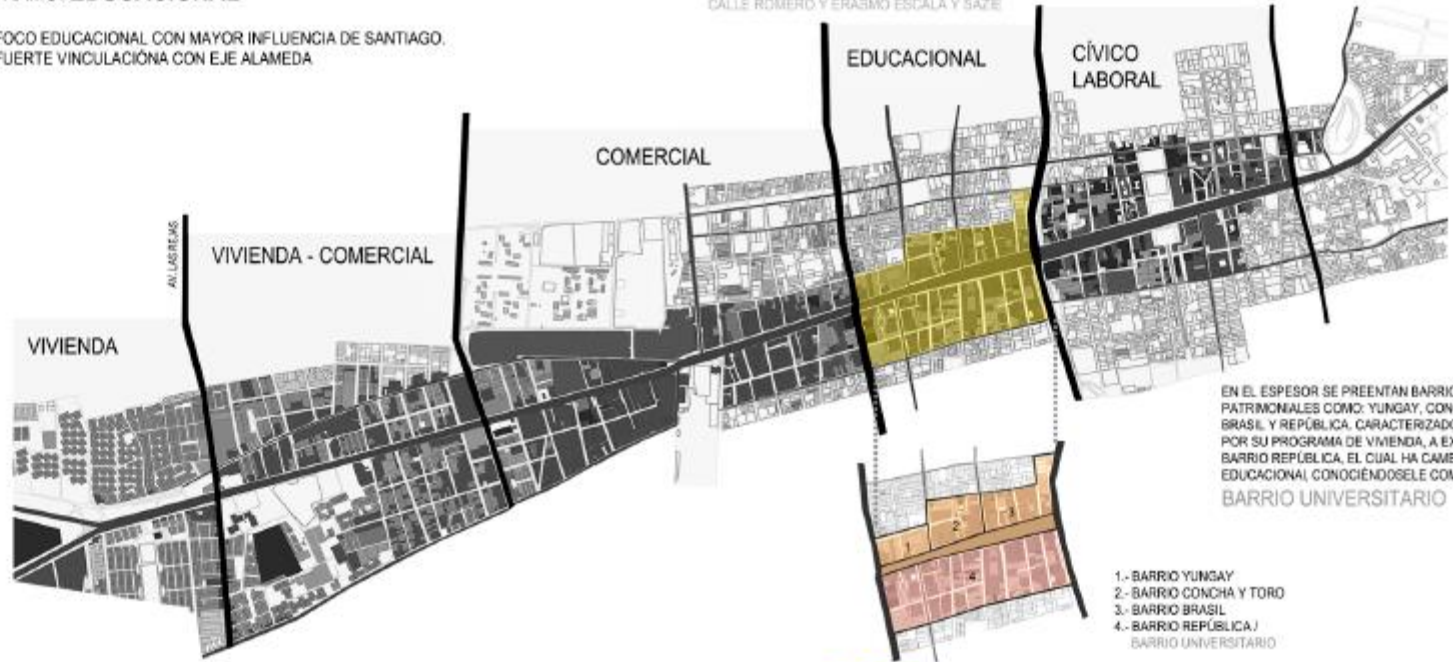 CALLE ROMERO Y ERASMO ESCALA Y SAZIE
FOCO EDUCACIONAL CON MAYOR INFLUENCIA DE SANTIAGO.
FUERTE VINCULACIÓNA CON EJE ALAMEDA
EDUCACIONAL
CÍVICO
LABORAL
COMERCIAL
AV. LAS REJAS
VIVIENDA - COMERCIAL
VIVIENDA
EN EL ESPESOR SE PREENTAN BARRI
PATRIMONIALES COMO: YUNGAY, CON
BRASIL Y REPÚBLICA. CARACTERIZADO
POR SU PROGRAMA DE VIVIENDA, A EX
BARRIO REPÚBLICA, EL CUAL HA CAMB
EDUCACIONAL CONOCIÉNDOSELE COM
BARRIO UNIVERSITARIO
1
2
3
4
1.- BARRIO YUNGAY
2.- BARRIO CONCHA Y TORO
3.- BARRIO BRASIL
4.- BARRIO REPÚBLICA /
BARRIO UNIVERSITARIO